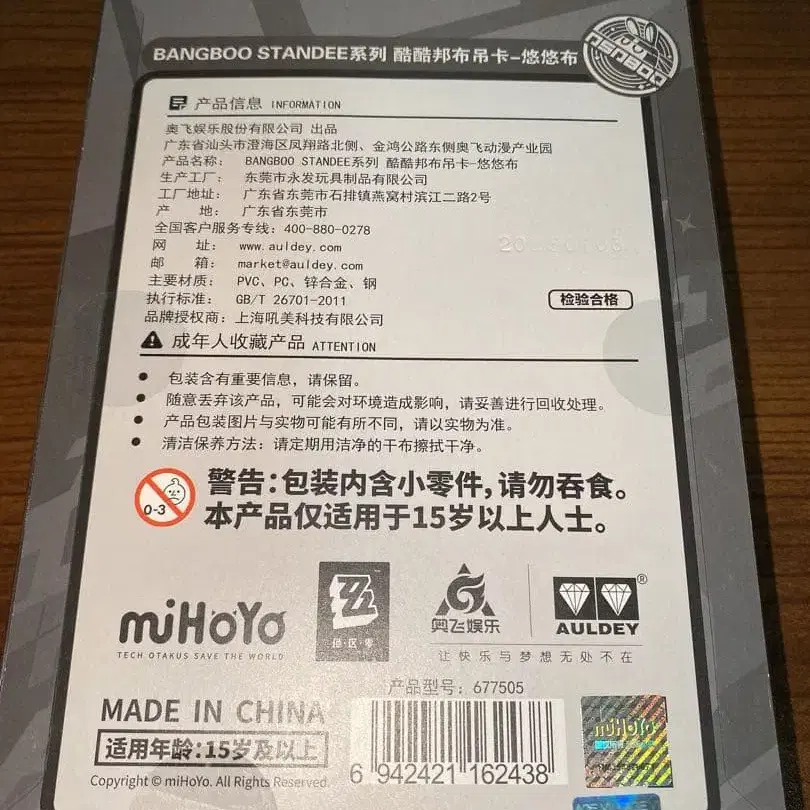 BANGBOO STANDEE系列 酷酷邦布吊卡-悠悠布
产品信息 INFORMATION
奥飞娱乐股份有限公司 出品
广东省汕头市澄海区凤翔路北侧、金鸿公路东侧奥飞动漫产业园
产品名称： BANGBOO STANDEE系列 酷酷邦布吊卡-悠悠布
生产工厂： 东莞市永发玩具制品有限公司
工厂地址： 广东省东莞市石排镇燕窝村滨江二路2号
产 地： 广东省东莞市
全国客户服务专线：400-880-0278
网 址： www.auldey.com
邮 箱： market@auldey.com
主要材质： PVC、PC、锌合金、钢
执行标准： GB/T 26701-2011
检验合格
品牌授权商：上海吼美科技有限公司
成年人收藏产品 ATTENTION
● 包装含有重要信息，请保留。
● 随意丢弃该产品，可能会对环境造成影响，请妥善进行回收处理。
● 产品包装图片与实物可能有所不同，请以实物为准。
● 清洁保养方法：请定期用洁净的干布擦拭干净。
0-3
警告：包装内含小零件，请勿吞食。
本产品仅适用于15岁以上人士。
miHoYo
TECH OTAKUS SAVE THE WORLD
绝·区·零
奥飞娱乐
AULDEY®
让快乐与梦想无处不在
产品型号：677505
MADE IN CHINA
适用年龄：15岁及以上
Copyright © miHoYo. All Rights Reserved.
6 942421 162438
miHoYo